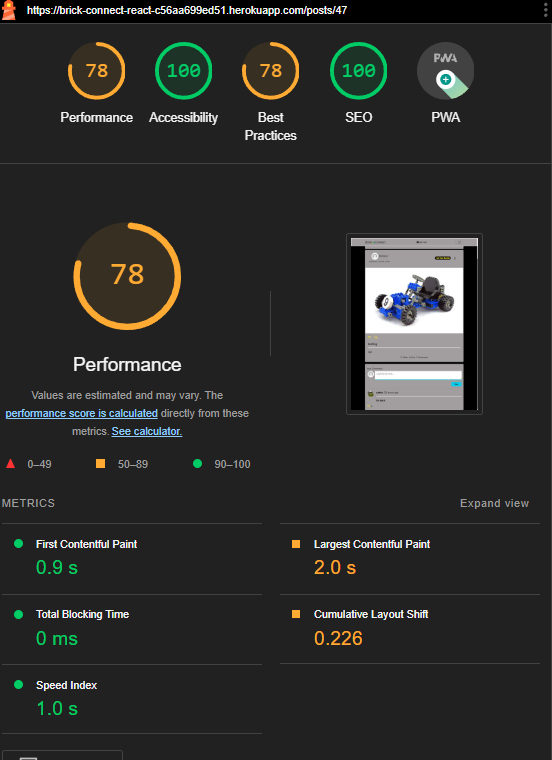 https://brick-connect-react-c56aa699ed51.herokuapp.com/posts/47
78
100
78
100
PWA
Performance
Accessibility
Best
Practices
SEO
PWA
78
Performance
Values are estimated and may vary. The
performance score is calculated directly from these
metrics. See calculator.
0–49
50–89
90–100
METRICS
Expand view
First Contentful Paint
0.9 s
Largest Contentful Paint
2.0 s
Total Blocking Time
0 ms
Cumulative Layout Shift
0.226
Speed Index
1.0 s